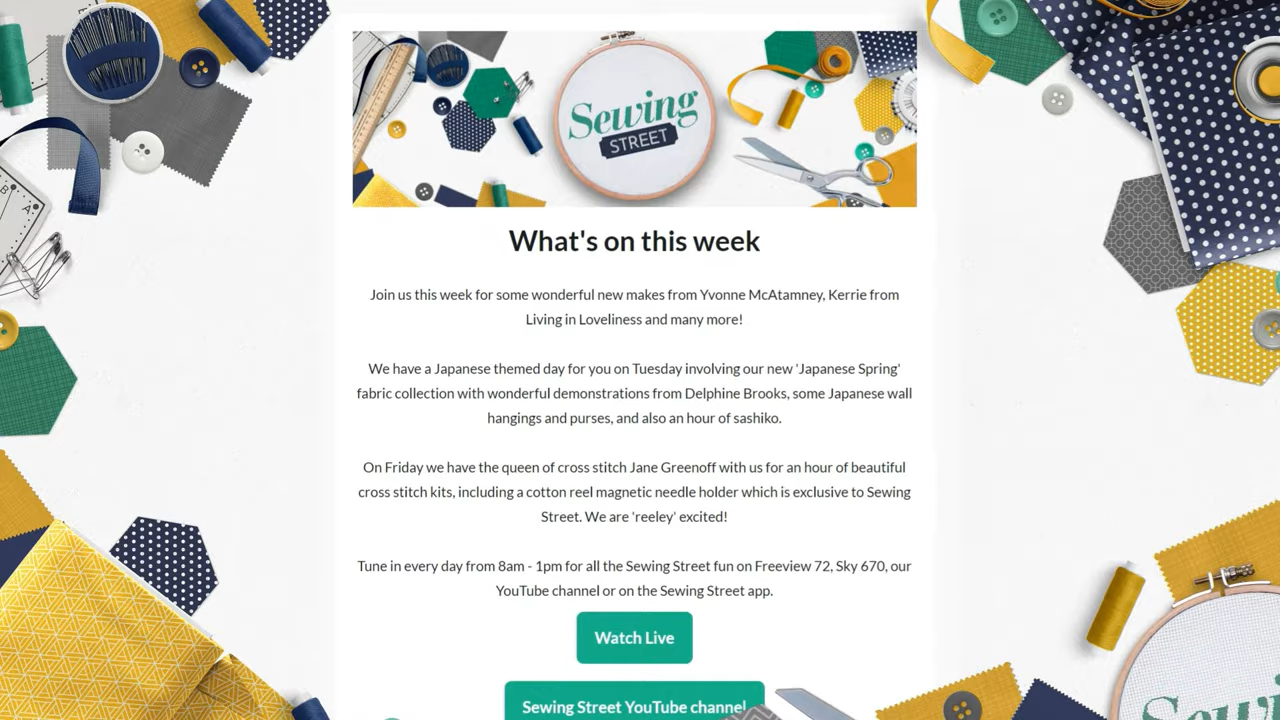 Sewing
STREET
What's on this week
Join us this week for some wonderful new makes from Yvonne McAtamney, Kerrie from
Living in Loveliness and many more!
We have a Japanese themed day for you on Tuesday involving our new 'Japanese Spring'
fabric collection with wonderful demonstrations from Delphine Brooks, some Japanese wall
hangings and purses, and also an hour of sashiko.
On Friday we have the queen of cross stitch Jane Greenoff with us for an hour of beautiful
cross stitch kits, including a cotton reel magnetic needle holder which is exclusive to Sewing
Street. We are 'reeley' excited!
Tune in every day from 8am - 1pm for all the Sewing Street fun on Freeview 72, Sky 670, our
YouTube channel or on the Sewing Street app.
Watch Live
Sewing Street YouTube channel